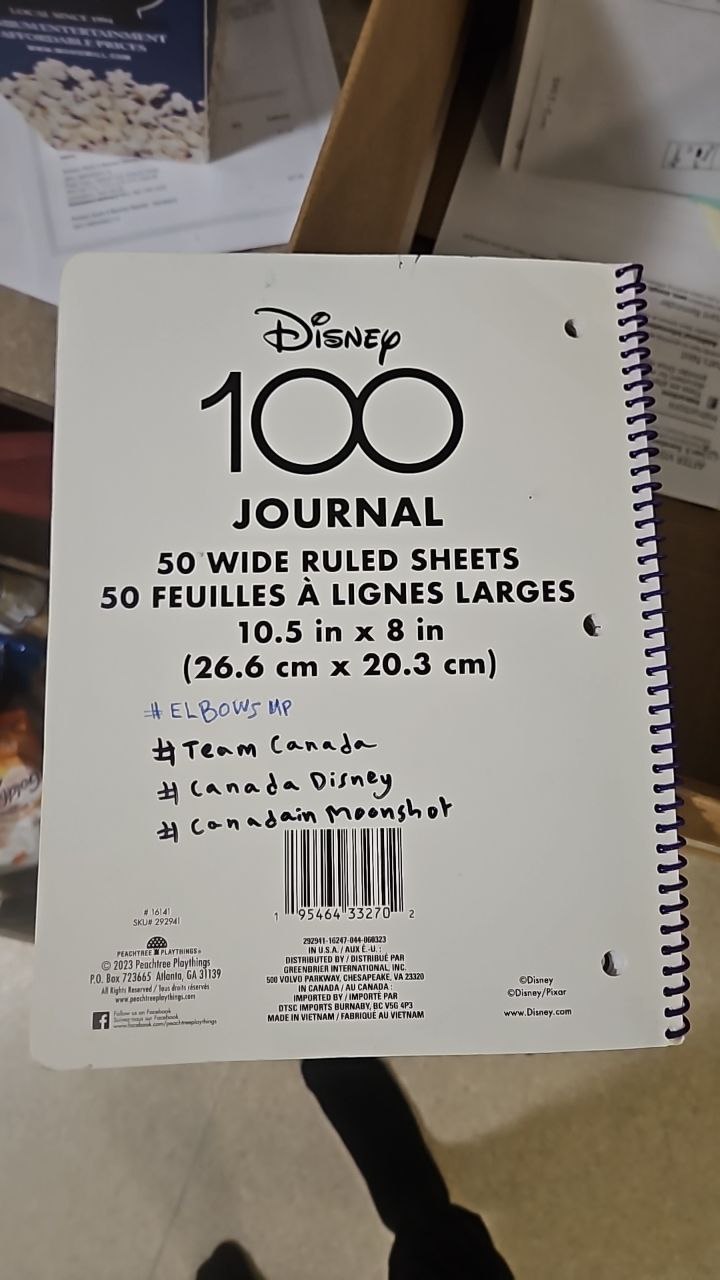 LOCAL SINCE 1994
ENTERTAINMENT
AFFORDABLE PRICES
Disney
100
JOURNAL
50 WIDE RULED SHEETS
50 FEUILLES À LIGNES LARGES
10.5 in x 8 in
(26.6 cm x 20.3 cm)
#ELBOWS UP
#Team Canada
#Canada Disney
#Canadain Moonshot
1 95464 33270 2
# 16141
SKU# 292941
PEACHTREE PLAYTHINGS®
© 2023 Peachtree Playthings
P.O. Box 723665 Atlanta, GA 31139
All Rights Reserved / Tous droits réservés
www.peachtreeplaythings.com
Follow us on Facebook
Suivez-nous sur Facebook
www.facebook.com/peachtreeplaythings
292941-16247-044-060323
IN U.S.A. / AUX É.-U. :
DISTRIBUTED BY / DISTRIBUÉ PAR
GREENBRIER INTERNATIONAL, INC.
500 VOLVO PARKWAY, CHESAPEAKE, VA 23320
IN CANADA / AU CANADA :
IMPORTED BY / IMPORTÉ PAR
DTSC IMPORTS BURNABY, BC V5G 4P3
MADE IN VIETNAM / FABRIQUÉ AU VIETNAM
©Disney
©Disney/Pixar
www.Disney.com